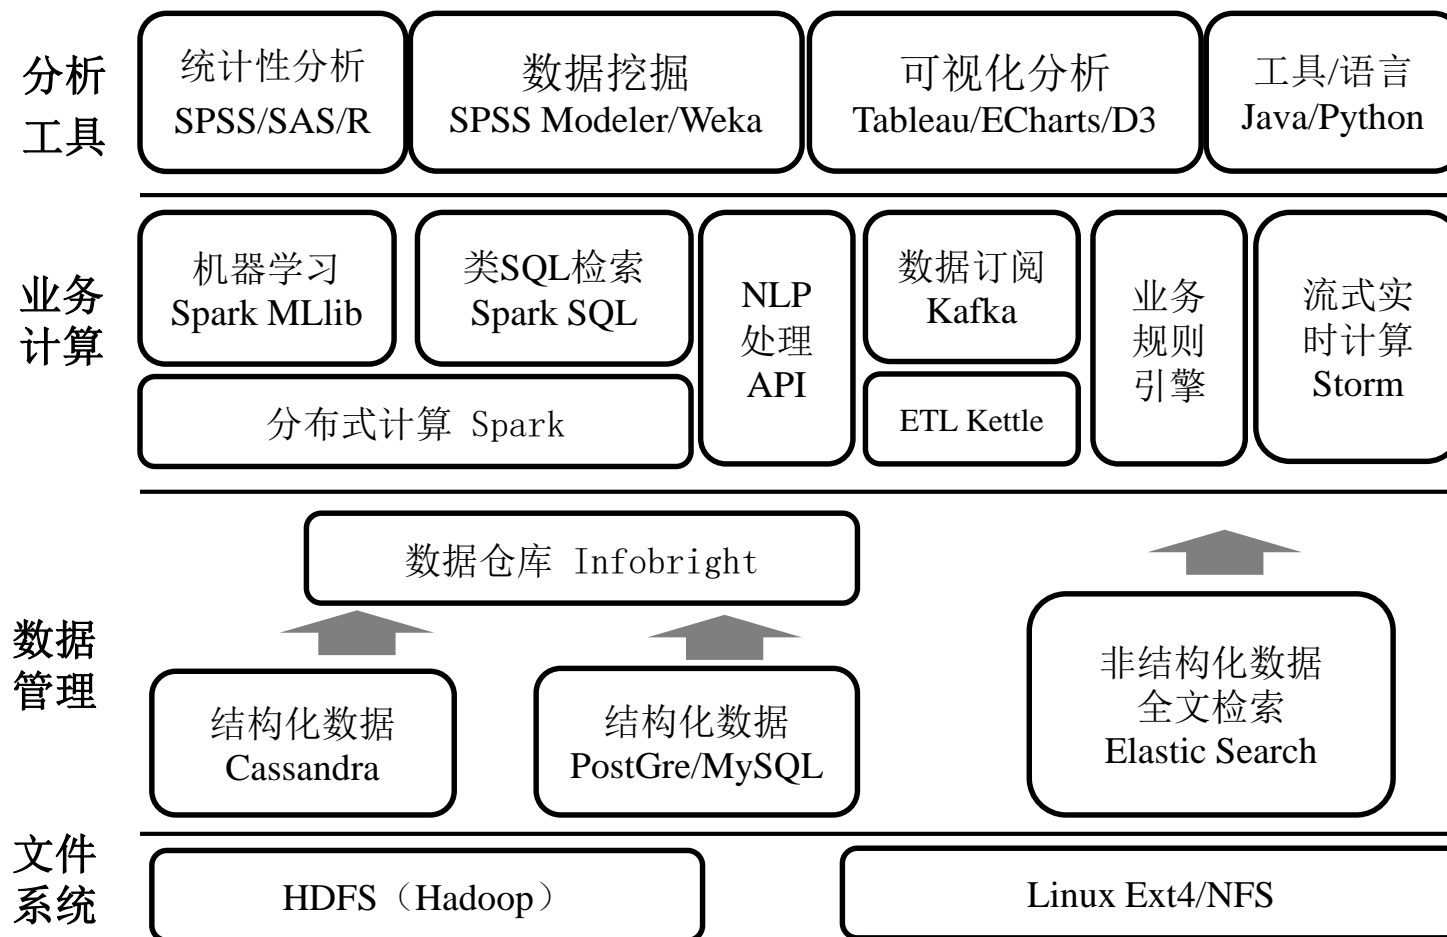 分析
工具
统计性分析
SPSS/SAS/R
数据挖掘
SPSS Modeler/Weka
可视化分析
Tableau/ECharts/D3
工具/语言
Java/Python
业务
计算
机器学习
Spark MLlib
类SQL检索
Spark SQL
分布式计算 Spark
NLP
处理
API
数据订阅
Kafka
ETL Kettle
业务
规则
引擎
流式实
时计算
Storm
数据
管理
数据仓库 Infobright
结构化数据
Cassandra
结构化数据
PostGre/MySQL
非结构化数据
全文检索
Elastic Search
文件
系统
HDFS（Hadoop）
Linux Ext4/NFS